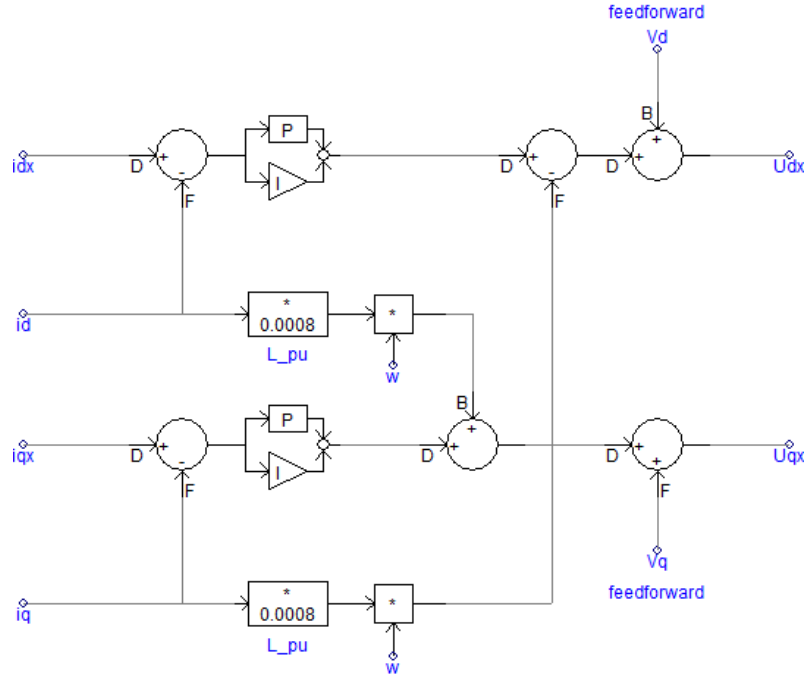 feedforward
Vd
P
B
+
idx
D
+
-
I
F
D
+
-
F
D
+
Udx
id
*
0.0008
L_pu
*
w
B
P
+
iqx
D
+
-
I
F
D
+
D
+
+
F
Uqx
Vq
feedforward
iq
*
0.0008
L_pu
*
w